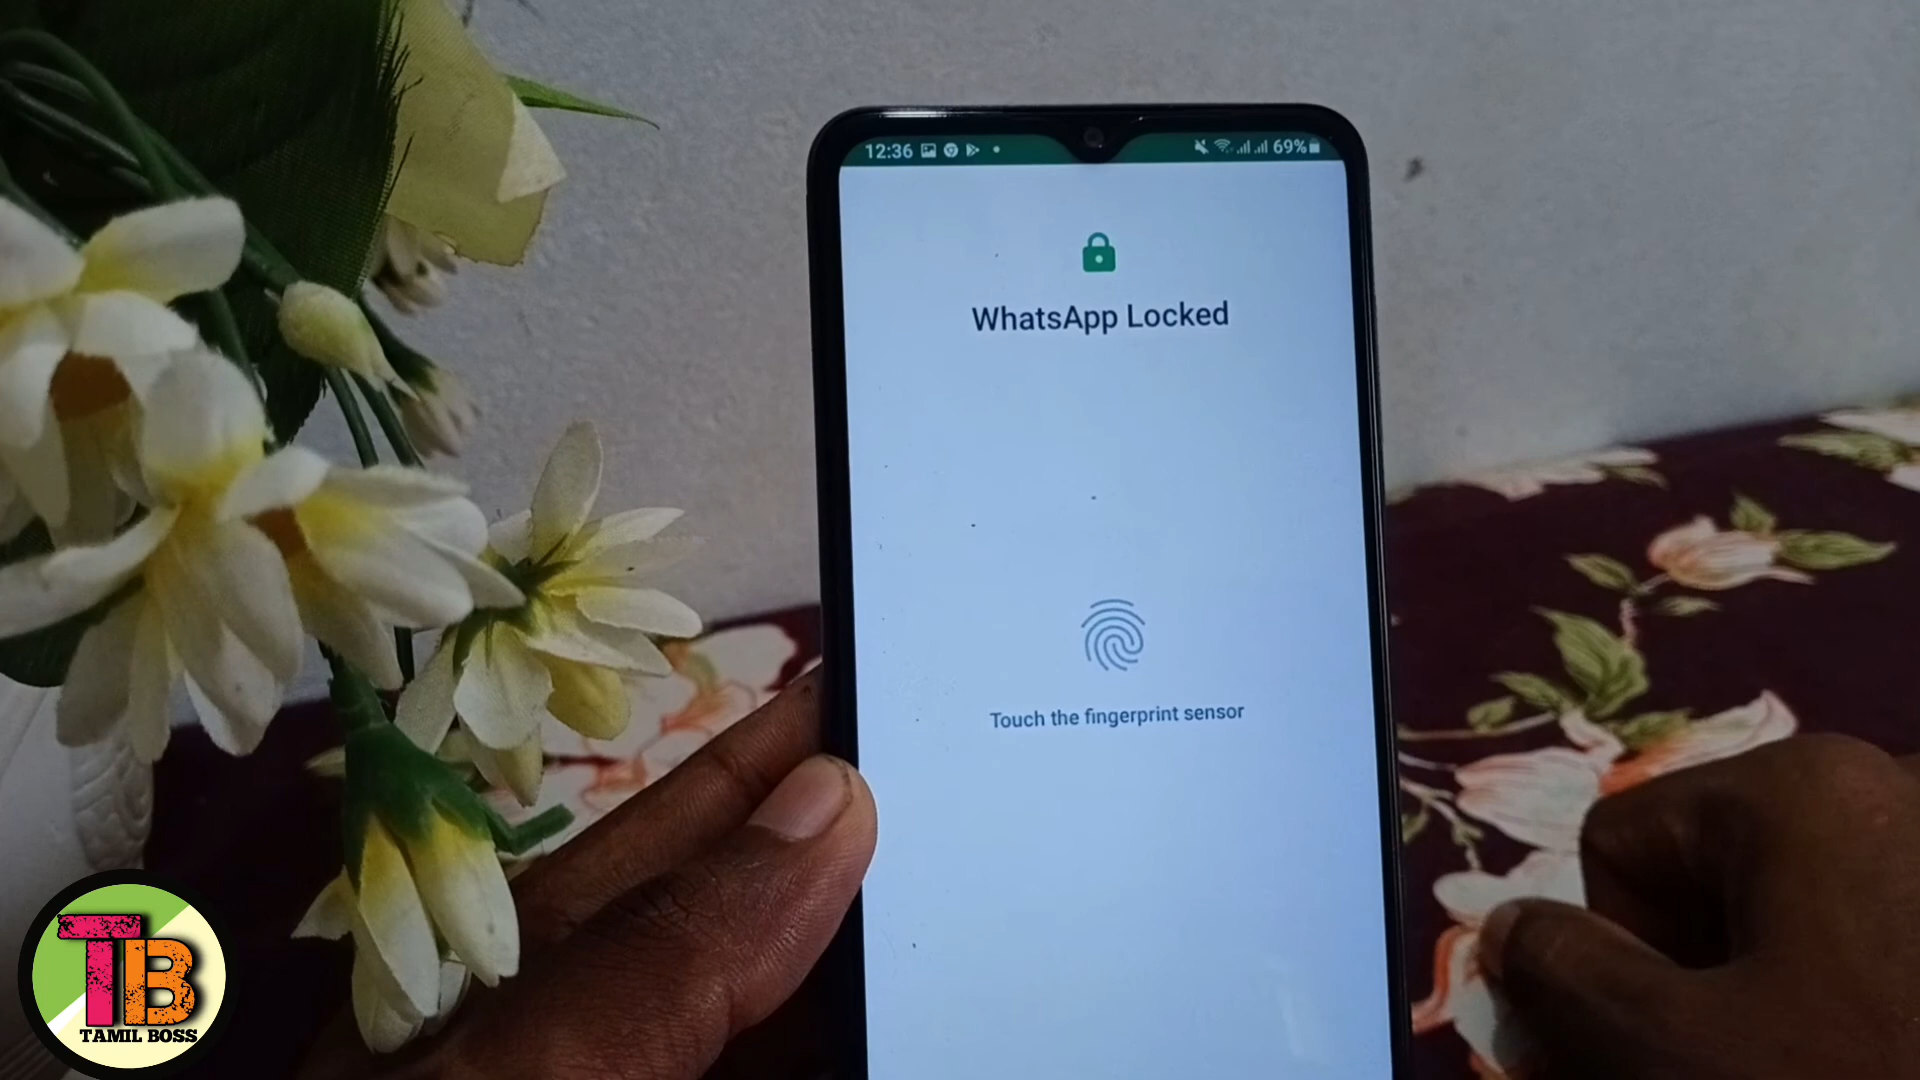 12:36
69%
WhatsApp Locked
Touch the fingerprint sensor
TB
TAMIL BOSS